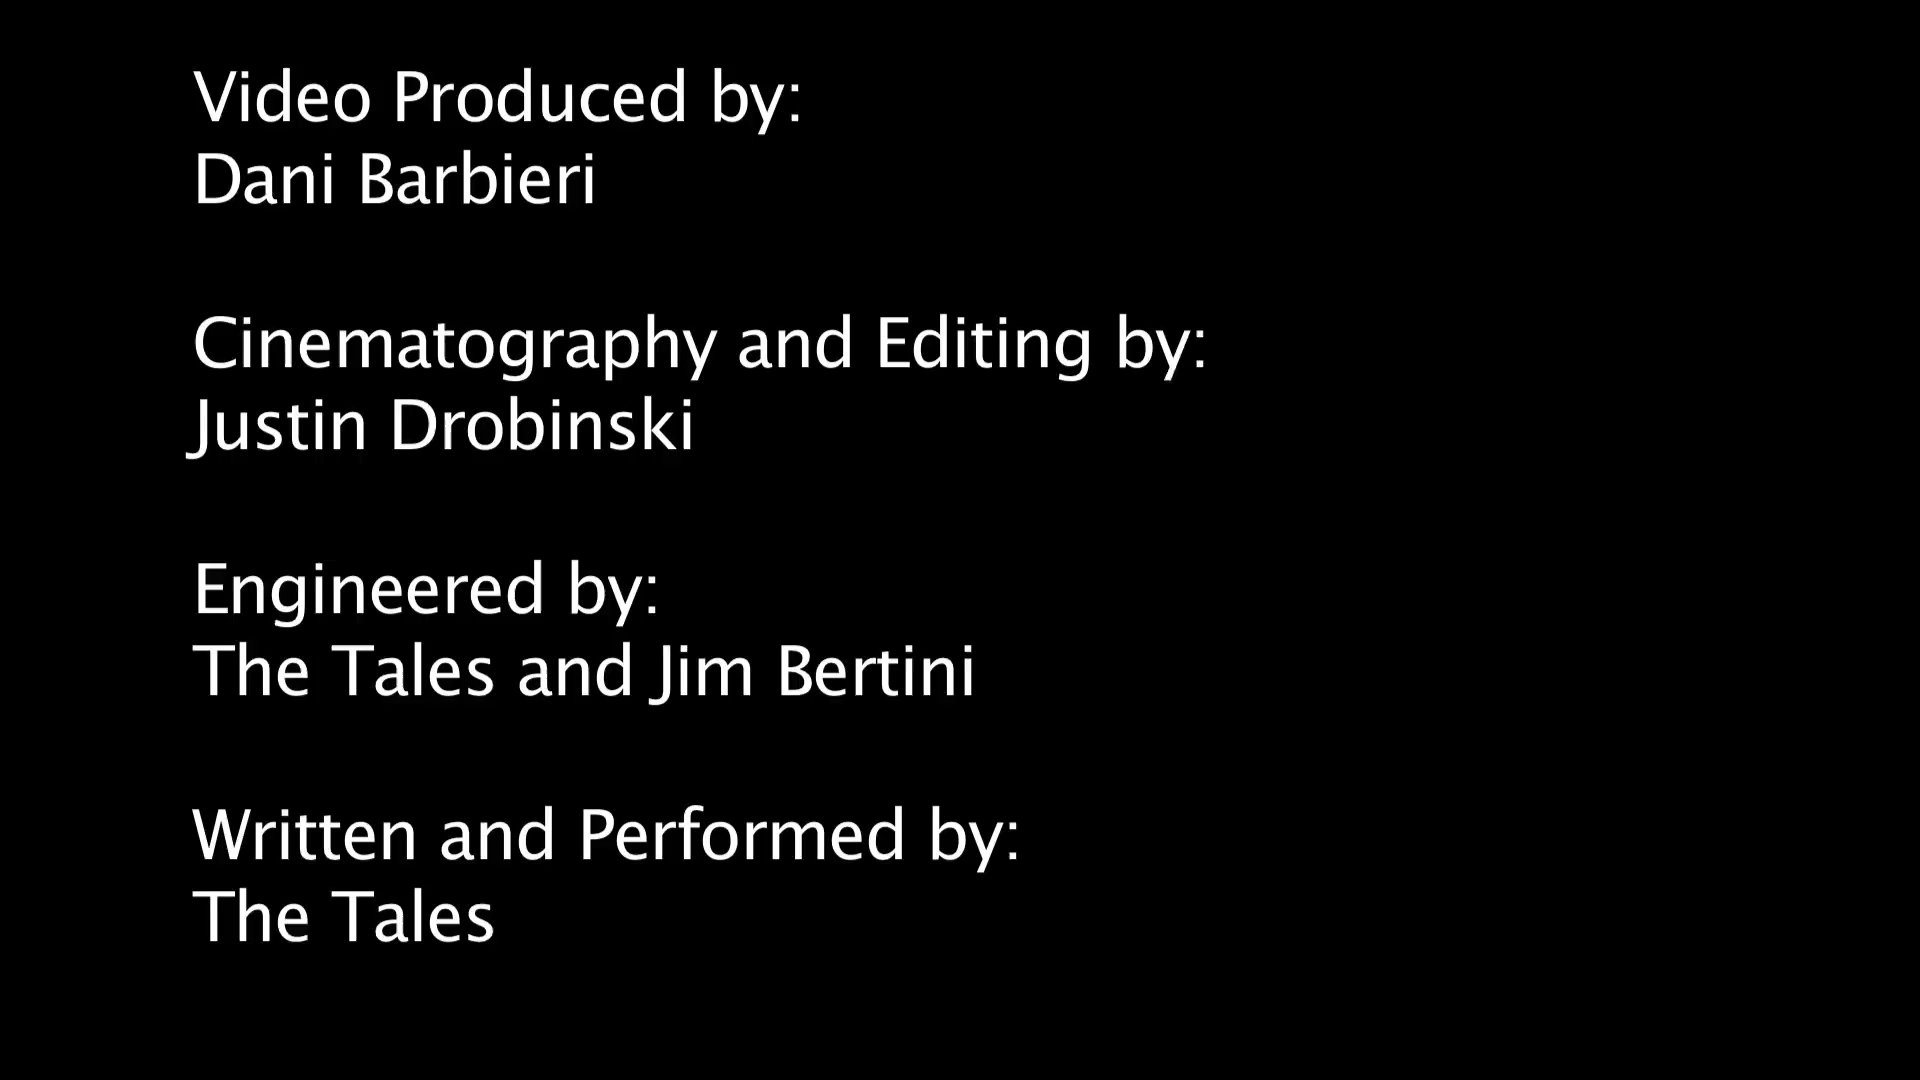 Video Produced by:
Dani Barbieri
Cinematography and Editing by:
Justin Drobinski
Engineered by:
The Tales and Jim Bertini
Written and Performed by:
The Tales